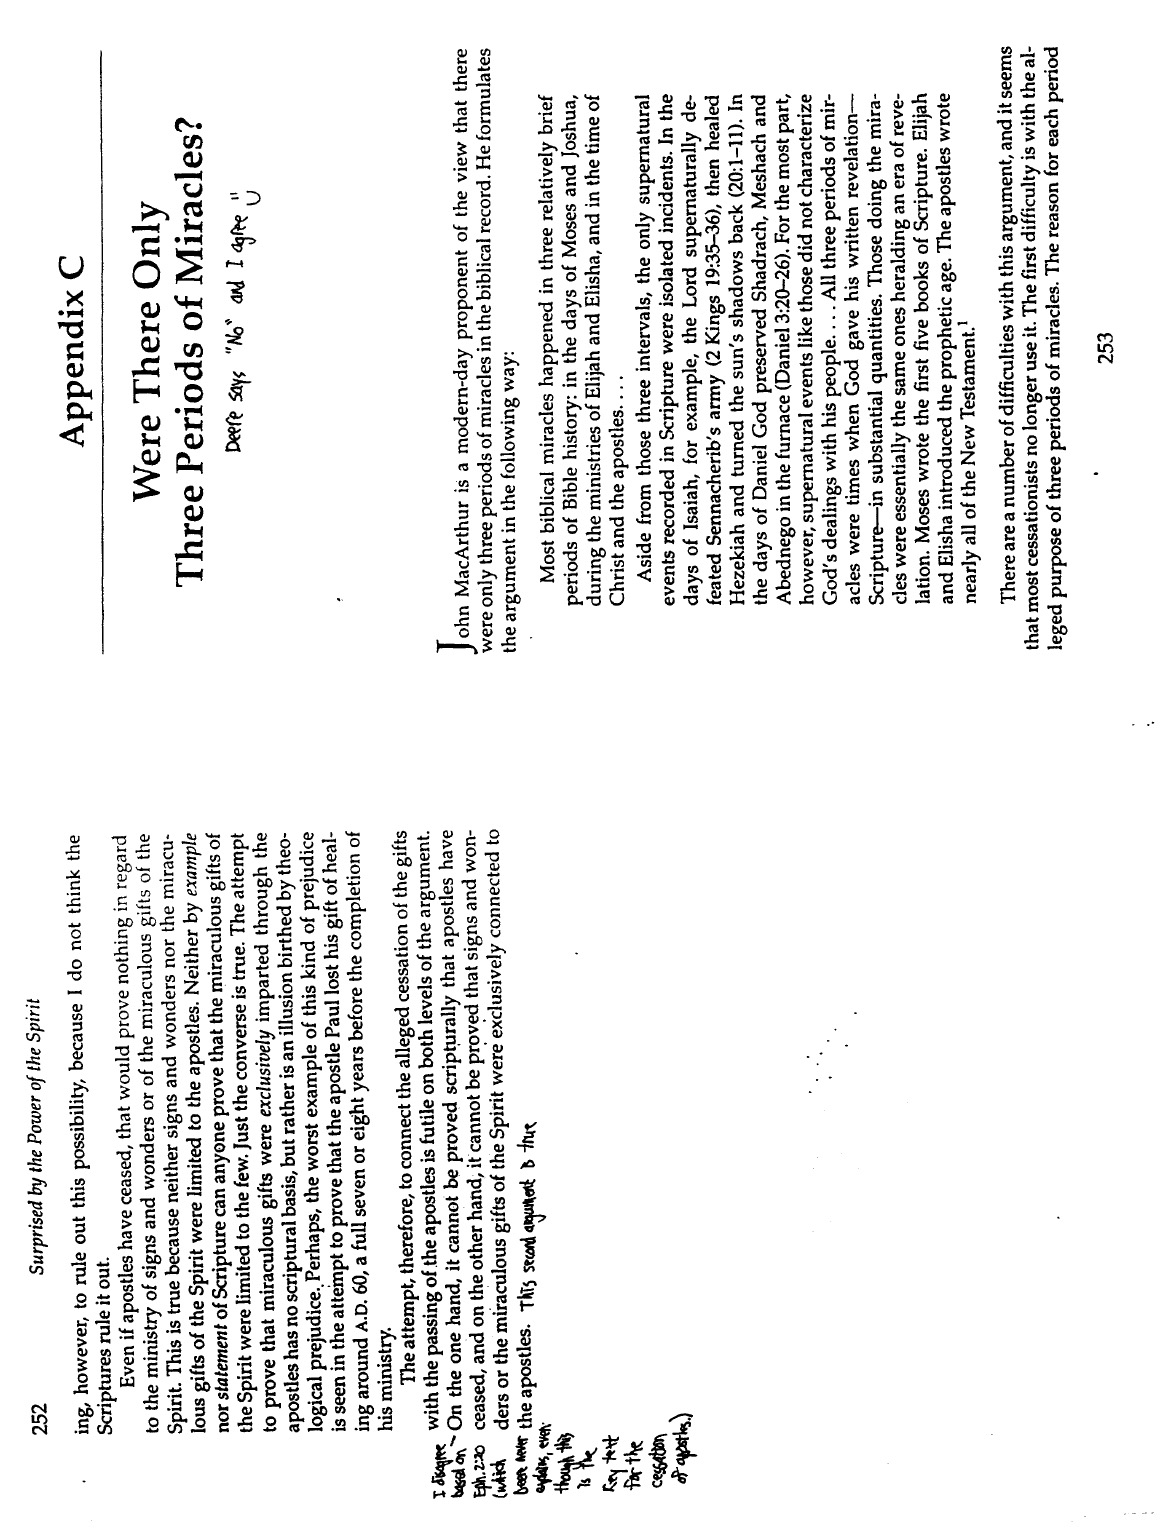 252 Surprised by the Power of the Spirit
ing, however, to rule out this possibility, because I do not think the
Scriptures rule it out.
Even if apostles have ceased, that would prove nothing in regard
to the ministry of signs and wonders or of the miraculous gifts of the
Spirit. This is true because neither signs and wonders nor the miracu-
lous gifts of the Spirit were limited to the apostles. Neither by example
nor statement of Scripture can anyone prove that the miraculous gifts of
the Spirit were limited to the few. Just the converse is true. The attempt
to prove that miraculous gifts were exclusively imparted through the
apostles has no scriptural basis, but rather is an illusion birthed by theo-
logical prejudice. Perhaps, the worst example of this kind of prejudice
is seen in the attempt to prove that the apostle Paul lost his gift of heal-
ing around A.D. 60, a full seven or eight years before the completion of
his ministry.
The attempt, therefore, to connect the alleged cessation of the gifts
with the passing of the apostles is futile on both levels of the argument.
On the one hand, it cannot be proved scripturally that apostles have
ceased, and on the other hand, it cannot be proved that signs and won-
ders or the miraculous gifts of the Spirit were exclusively connected to
the apostles. This second argument is true
I disagree
based on
Eph. 2:20
(which
Deere never
explains, even
though this
is the
key text
for the
cessation
of apostles.)
Appendix C
Were There Only
Three Periods of Miracles?
Deere says "No" and I agree
John MacArthur is a modern-day proponent of the view that there
were only three periods of miracles in the biblical record. He formulates
the argument in the following way:
Most biblical miracles happened in three relatively brief
periods of Bible history: in the days of Moses and Joshua,
during the ministries of Elijah and Elisha, and in the time of
Christ and the apostles. . . .
Aside from those three intervals, the only supernatural
events recorded in Scripture were isolated incidents. In the
days of Isaiah, for example, the Lord supernaturally de-
feated Sennacherib's army (2 Kings 19:35–36), then healed
Hezekiah and turned the sun's shadows back (20:1–11). In
the days of Daniel God preserved Shadrach, Meshach and
Abednego in the furnace (Daniel 3:20–26). For the most part,
however, supernatural events like those did not characterize
God's dealings with his people. . . . All three periods of mir-
acles were times when God gave his written revelation—
Scripture—in substantial quantities. Those doing the mira-
cles were essentially the same ones heralding an era of reve-
lation. Moses wrote the first five books of Scripture. Elijah
and Elisha introduced the prophetic age. The apostles wrote
nearly all of the New Testament.1
There are a number of difficulties with this argument, and it seems
that most cessationists no longer use it. The first difficulty is with the al-
leged purpose of three periods of miracles. The reason for each period
253